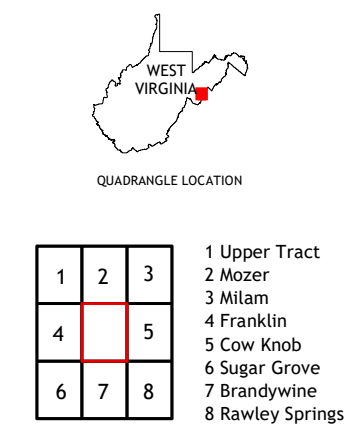 WEST
VIRGINIA
QUADRANGLE LOCATION
1 2 3
4 5
6 7 8
1 Upper Tract
2 Mozer
3 Milam
4 Franklin
5 Cow Knob
6 Sugar Grove
7 Brandywine
8 Rawley Springs